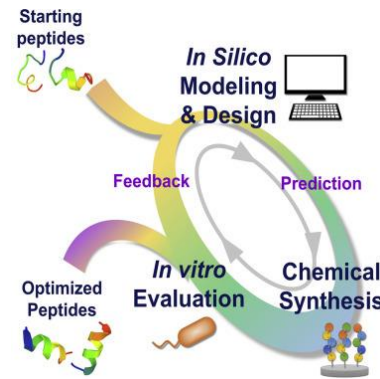 Starting
peptides
In Silico
Modeling
& Design
Feedback
Prediction
In vitro
Evaluation
Chemical
Synthesis
Optimized
Peptides